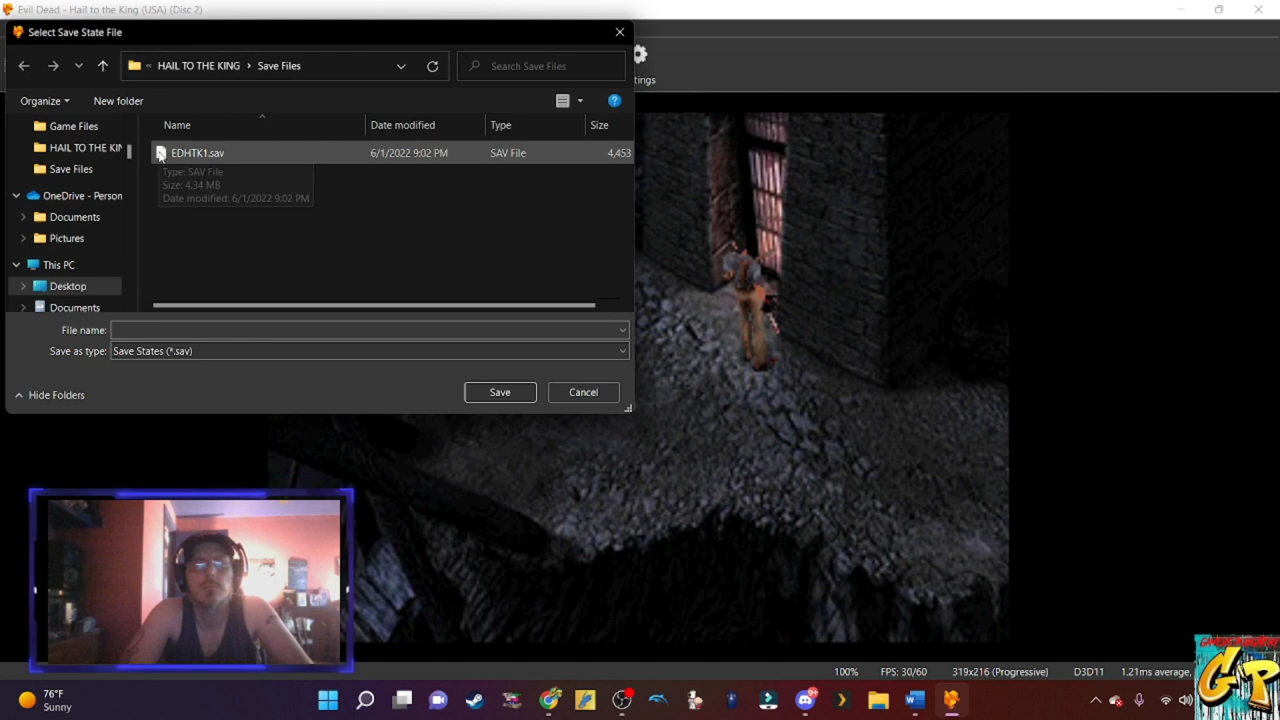 Evil Dead - Hail to the King (USA) (Disc 2)
Select Save State File
« HAIL TO THE KING > Save Files
Search Save Files
tings
Organize
New folder
Game Files
HAIL TO THE KIN
Save Files
OneDrive - Person
Documents
Pictures
This PC
Desktop
Documents
Name
Date modified
Type
Size
EDHTK1.sav
6/1/2022 9:02 PM
SAV File
4,453
Type: SAV File
Size: 4.34 MB
Date modified: 6/1/2022 9:02 PM
File name:
Save as type:
Save States (*.sav)
Hide Folders
Save
Cancel
100%
FPS: 30/60
319x216 (Progressive)
D3D11
1.21ms average,
GP
76°F
Sunny